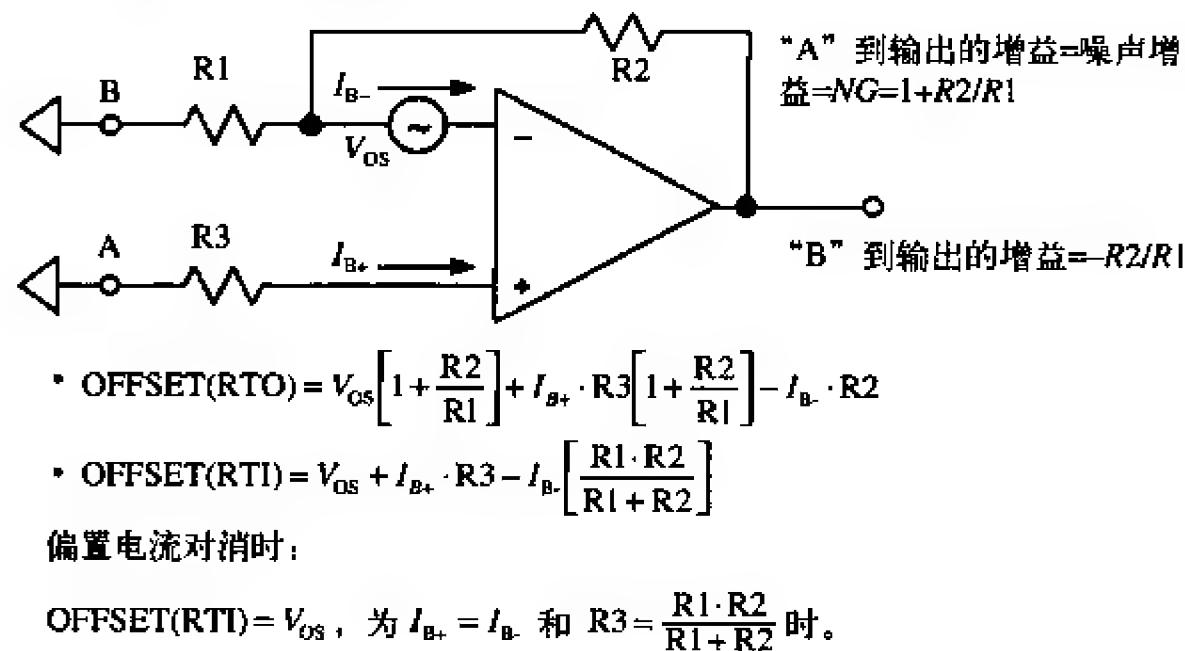 R2
“A”到输出的增益=噪声增
益=NG=1+R2/R1
R1
B
I_B-
V_OS
~
−
A
R3
I_B+
+
“B”到输出的增益=−R2/R1
• OFFSET(RTO) = V_OS[1 + R2/R1] + I_B+ · R3[1 + R2/R1] − I_B- · R2
• OFFSET(RTI) = V_OS + I_B+ · R3 − I_B-[R1·R2/(R1 + R2)]
偏置电流对消时：
OFFSET(RTI) = V_OS，为 I_B+ = I_B- 和 R3 = R1·R2/(R1 + R2) 时。